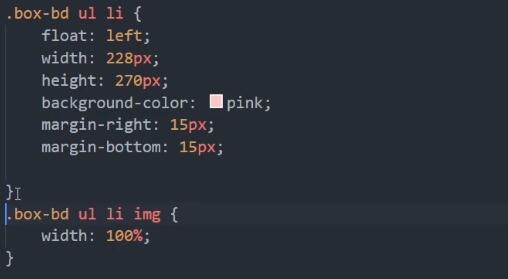 .box-bd ul li {
    float: left;
    width: 228px;
    height: 270px;
    background-color: pink;
    margin-right: 15px;
    margin-bottom: 15px;

}
.box-bd ul li img {
    width: 100%;
}